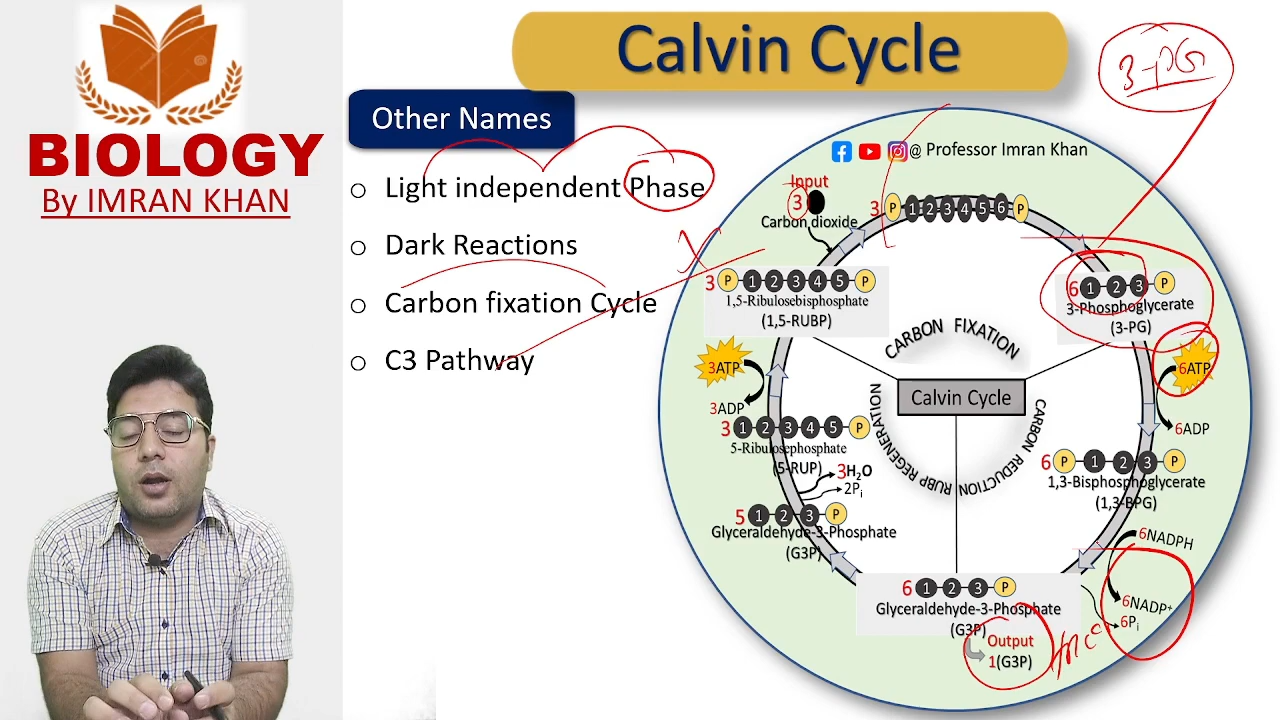 BIOLOGY
By IMRAN KHAN
Calvin Cycle
Other Names
Light independent Phase
Dark Reactions
Carbon fixation Cycle
C3 Pathway
3-PG
@ Professor Imran Khan
Input
3
Carbon dioxide
3 P 1 2 3 4 5 6 P
3 P 1 2 3 4 5 P
1,5-Ribulosebisphosphate
(1,5-RUBP)
6 1 2 3 P
3-Phosphoglycerate
(3-PG)
CARBON FIXATION
Calvin Cycle
CARBON REDUCTION
RUBP REGENERATION
6ATP
6ADP
6 P 1 2 3 P
1,3-Bisphosphoglycerate
(1,3-BPG)
6NADPH
6NADP+
6Pi
6 1 2 3 P
Glyceraldehyde-3-Phosphate
(G3P)
Output
1(G3P)
5 1 2 3 P
Glyceraldehyde-3-Phosphate
(G3P)
3H2O
2Pi
3 1 2 3 4 5 P
5-Ribulosephosphate
(5-RUP)
3ATP
3ADP